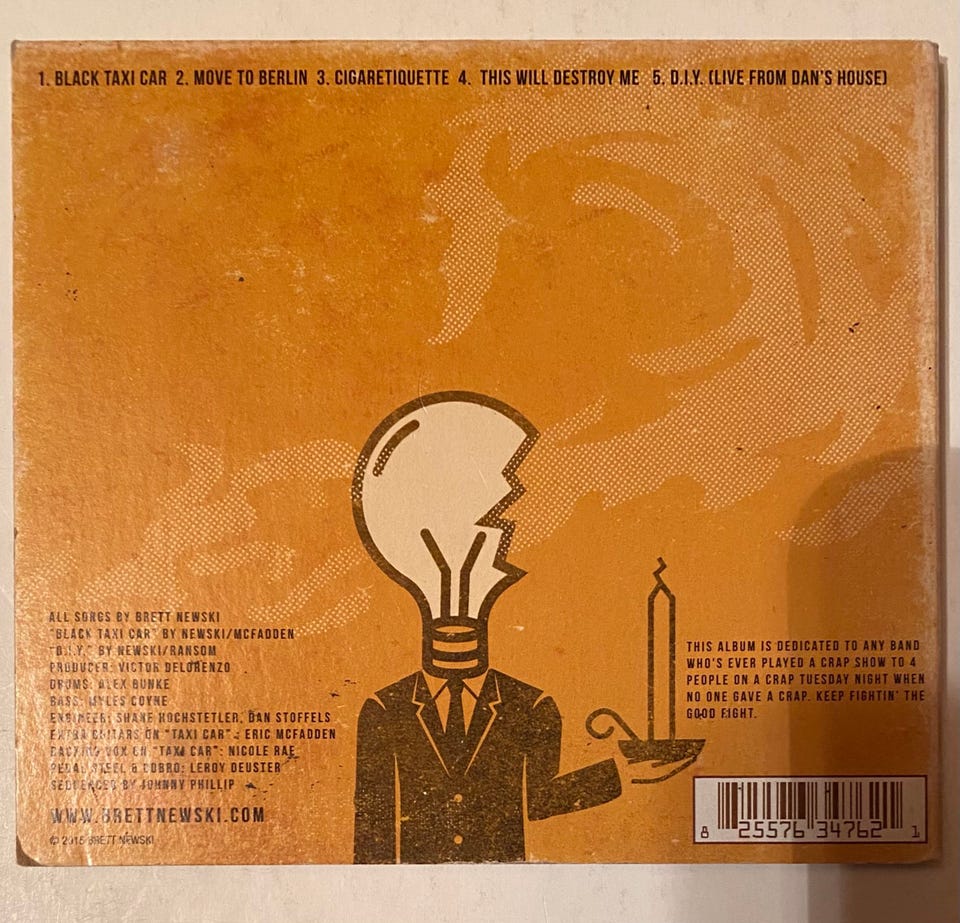 1. BLACK TAXI CAR 2. MOVE TO BERLIN 3. CIGARETIQUETTE 4. THIS WILL DESTROY ME 5. D.I.Y. (LIVE FROM DAN'S HOUSE)
ALL SONGS BY BRETT NEWSKI
"BLACK TAXI CAR" BY NEWSKI/MCFADDEN
"D.I.Y." BY NEWSKI/RANSOM
PRODUCER: VICTOR DELORENZO
DRUMS: ALEX BUNKE
BASS: MYLES COYNE
ENGINEER: SHANE HOCHSTETLER, DAN STOFFELS
EXTRA GUITARS ON "TAXI CAR": ERIC MCFADDEN
BACKING VOX ON "TAXI CAR": NICOLE RAE
PEDAL STEEL & DOBRO: LEROY DEUSTER
SEQUENCED BY JOHNNY PHILLIP
WWW.BRETTNEWSKI.COM
© 2015 BRETT NEWSKI
THIS ALBUM IS DEDICATED TO ANY BAND
WHO'S EVER PLAYED A CRAP SHOW TO 4
PEOPLE ON A CRAP TUESDAY NIGHT WHEN
NO ONE GAVE A CRAP. KEEP FIGHTIN' THE
GOOD FIGHT.
8 25576 34762 1